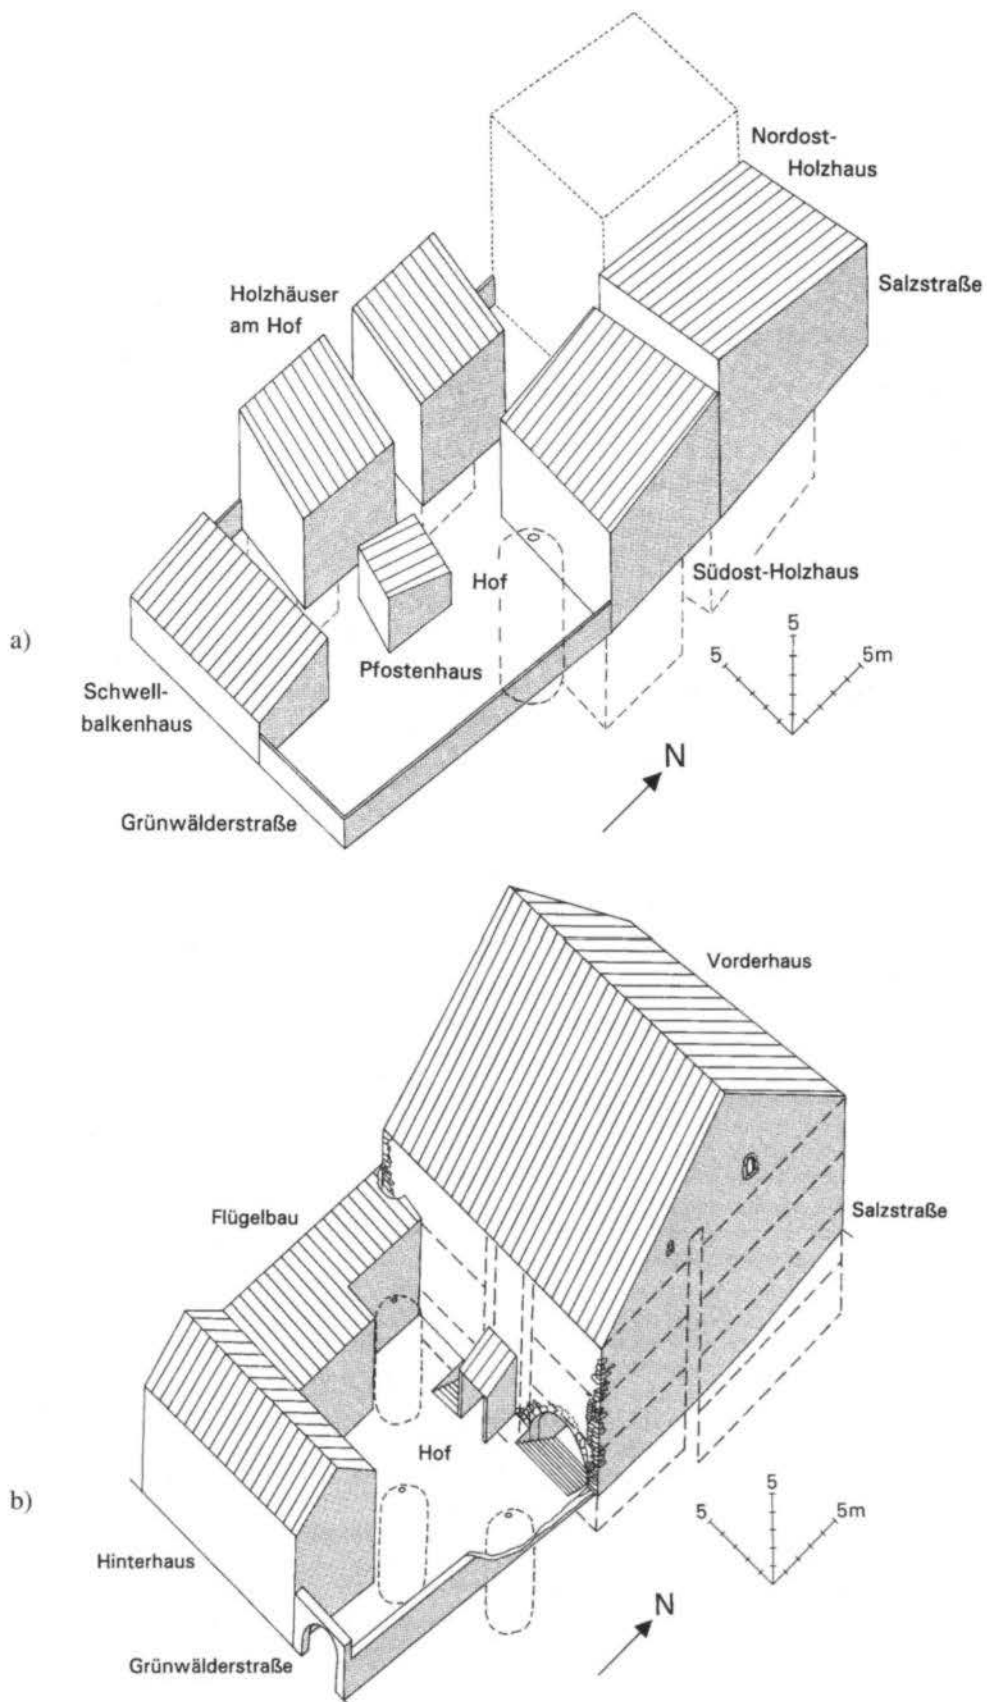 Nordost-
Holzhaus
Salzstraße
Holzhäuser
am Hof
Hof
Südost-Holzhaus
a)
Pfostenhaus
Schwell-
balkenhaus
5
5
5m
N
Grünwälderstraße
Vorderhaus
Flügelbau
Salzstraße
Hof
b)
5
5
5m
Hinterhaus
N
Grünwälderstraße